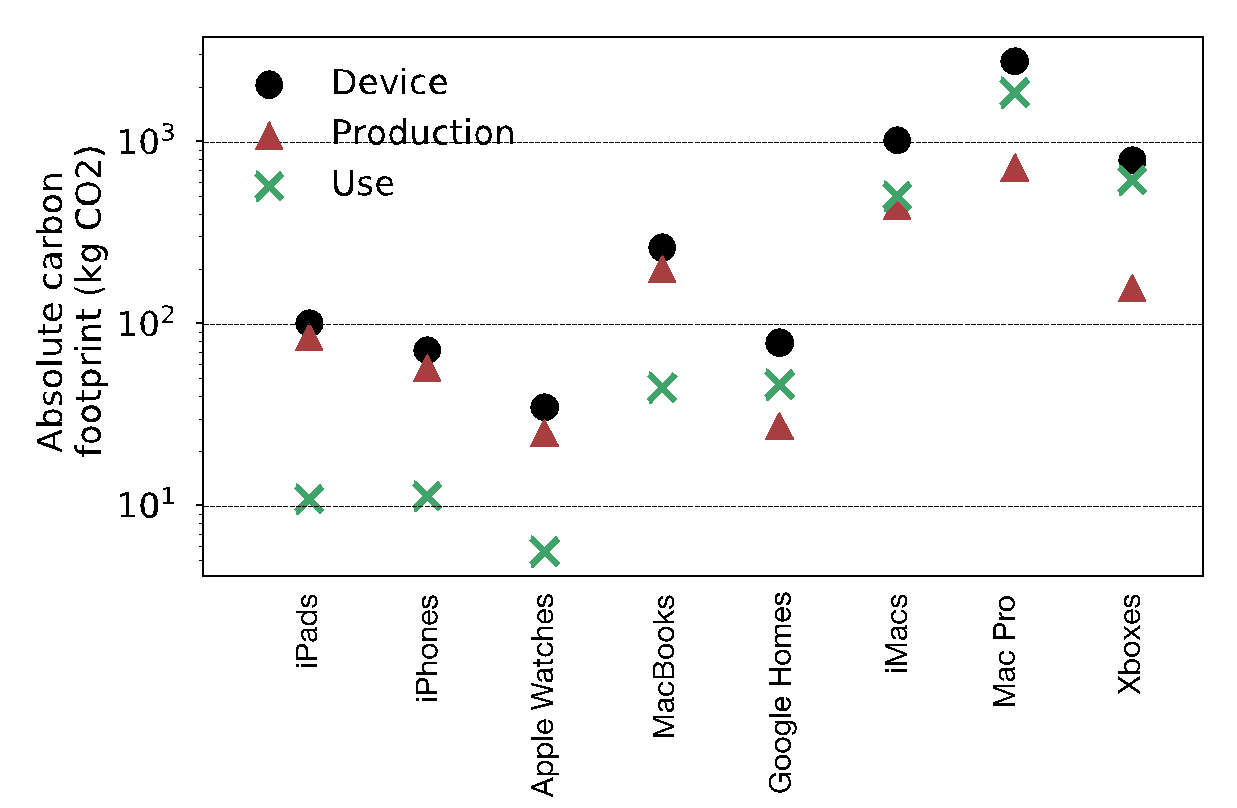 Device
Production
Use
10³
10²
10¹
Absolute carbon
footprint (kg CO2)
iPads
iPhones
Apple Watches
MacBooks
Google Homes
iMacs
Mac Pro
Xboxes